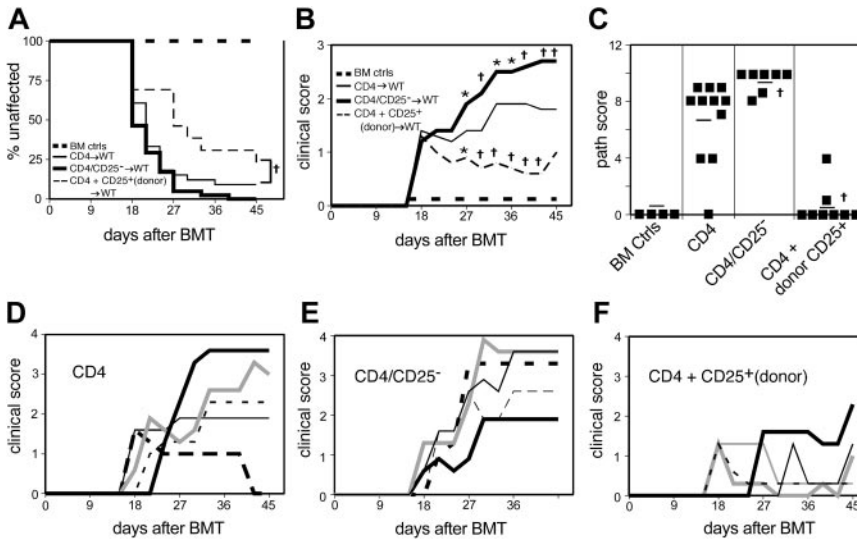 A
% unaffected
100
75
50
25
0
BM ctrls
CD4→WT
CD4/CD25⁻→WT
CD4 + CD25⁺(donor)
→WT
†
0 9 18 27 36 45
days after BMT
B
clinical score
3
2
1
0
* † * * † † †
* † † † †
BM ctrls
CD4→WT
CD4/CD25⁻→WT
CD4 + CD25⁺
(donor)→WT
0 9 18 27 36 45
days after BMT
C
path score
12
10
8
6
4
2
0
†
†
BM Ctrls
CD4
CD4/CD25⁻
CD4 +
donor CD25⁺
D
clinical score
4
3
2
1
0
CD4
0 9 18 27 36 45
days after BMT
E
clinical score
4
3
2
1
0
CD4/CD25⁻
0 9 18 27 36
days after BMT
F
clinical score
4
3
2
1
0
CD4 + CD25⁺(donor)
0 9 18 27 36 45
days after BMT